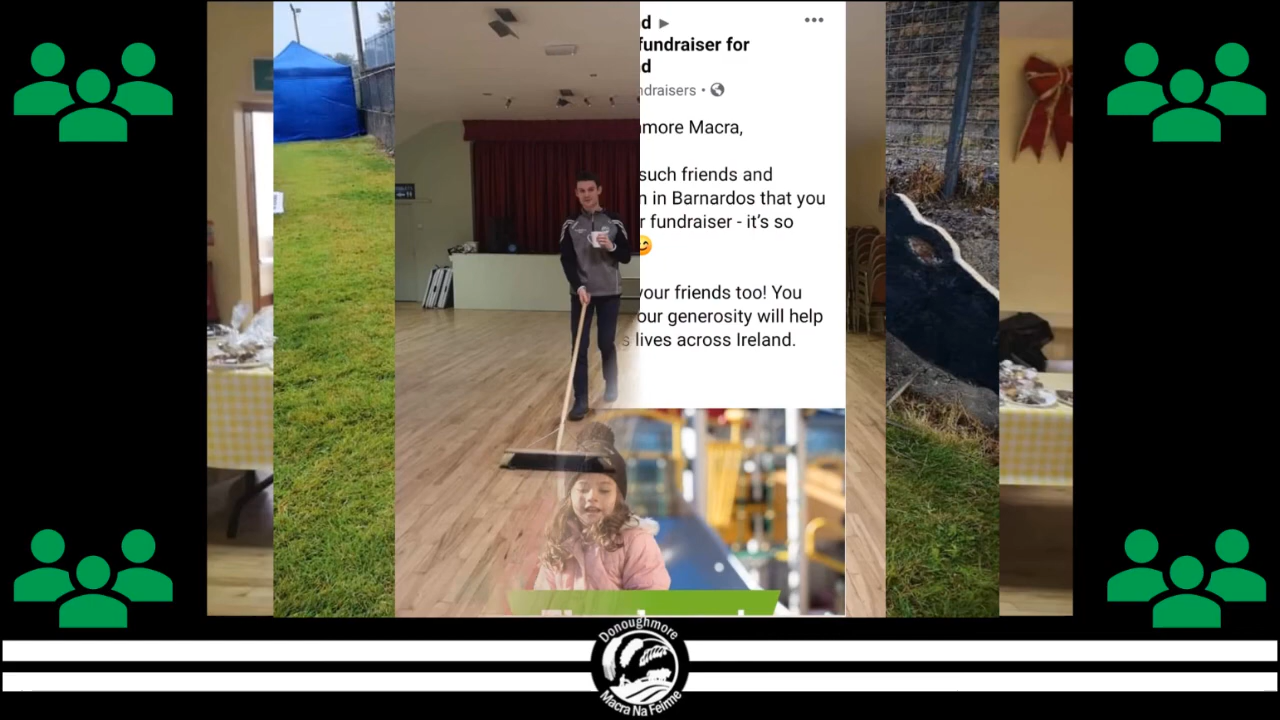 d ▶
fundraiser for
d
ndraisers •
more Macra,
such friends and
n in Barnardos that you
r fundraiser - it’s so
your friends too! You
our generosity will help
s lives across Ireland.
Donoughmore
Macra Na Feirme